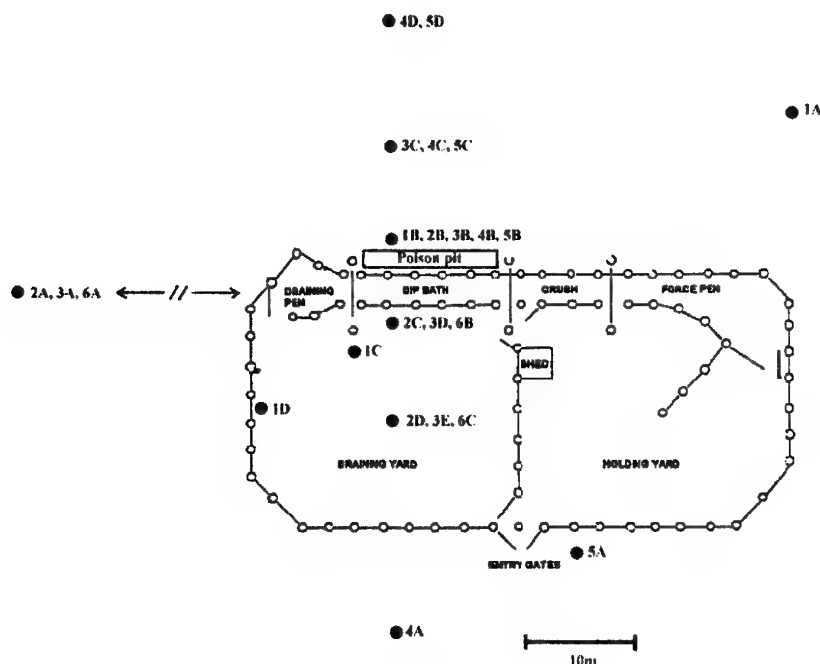 4D, 5D
1A
3C, 4C, 5C
1B, 2B, 3B, 4B, 5B
Poison pit
DRAINING PEN
DIP BATH
CRUSH
FORCE PEN
2A, 3A, 6A
2C, 3D, 6B
1C
SHED
1D
2D, 3E, 6C
DRAINING YARD
HOLDING YARD
ENTRY GATES
5A
4A
10m